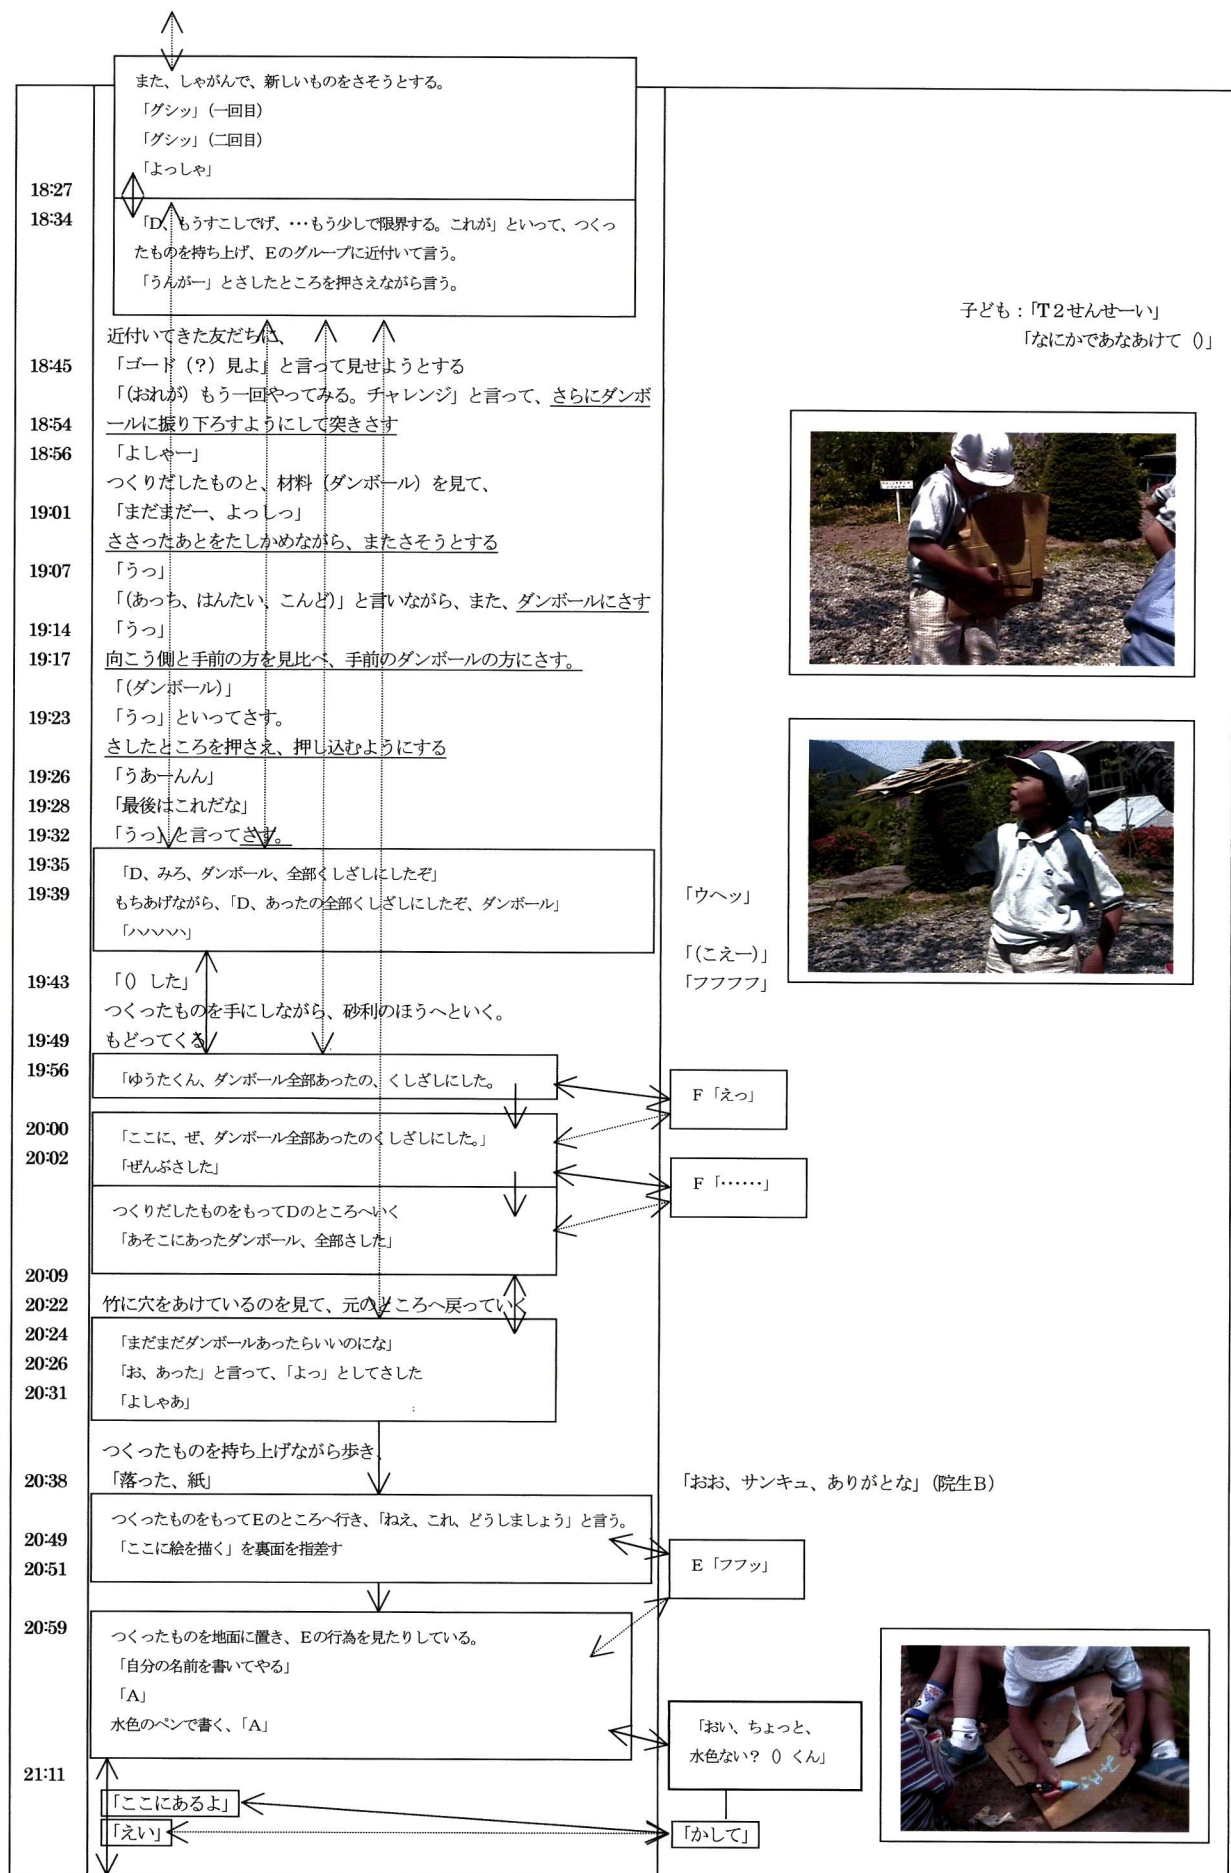 また、しゃがんで、新しいものをさそうとする。
「グシッ」(一回目)
「グシッ」(二回目)
「よっしゃ」
18:27
18:34
「D、もうすこしでげ、・・・もう少しで限界する。これが」といって、つくっ
たものを持ち上げ、Eのグループに近付いて言う。
「うんがー」とさしたところを押さえながら言う。
子ども:「T2せんせーい」
「なにかであなあけて ()」
近付いてきた友だちに、
18:45 「ゴード(?)見よ」と言って見せようとする
「(おれが)もう一回やってみる。チャレンジ」と言って、さらにダンボ
18:54 ールに振り下ろすようにして突きさす
18:56 「よしゃー」
つくりだしたものと、材料(ダンボール)を見て、
19:01 「まだまだー、よっしっ」
ささったあとをたしかめながら、またさそうとする
19:07 「うっ」
「(あっち、はんたい、こんど)」と言いながら、また、ダンボールにさす
19:14 「うっ」
19:17 向こう側と手前の方を見比べ、手前のダンボールの方にさす。
「(ダンボール)」
19:23 「うっ」といってさす。
さしたところを押さえ、押し込むようにする
19:26 「うあーんん」
19:28 「最後はこれだな」
19:32 「うっ」と言ってさす。
19:35 「D、みろ、ダンボール、全部くしざしにしたぞ」
19:39 もちあげながら、「D、あったの全部くしざしにしたぞ、ダンボール」
「ウヘッ」
「ハハハハ」
「(こえー)」
19:43 「() した」
「フフフフ」
つくったものを手にしながら、砂利のほうへといく。
19:49 もどってくる
19:56 「ゆうたくん、ダンボール全部あったの、くしざしにした。
F「えっ」
20:00 「ここに、ぜ、ダンボール全部あったのくしざしにした。」
20:02 「ぜんぶさした」
F「……」
つくりだしたものをもってDのところへいく
「あそこにあったダンボール、全部さした」
20:09
20:22 竹に穴をあけているのを見て、元のところへ戻っていく
20:24 「まだまだダンボールあったらいいのにな」
20:26 「お、あった」と言って、「よっ」としてさした
20:31 「よしゃあ」
つくったものを持ち上げながら歩き、
20:38 「落った、紙」
「おお、サンキュ、ありがとな」(院生B)
つくったものをもってEのところへ行き、「ねえ、これ、どうしましょう」と言う。
20:49 「ここに絵を描く」を裏面を指差す
20:51
E「フフッ」
20:59 つくったものを地面に置き、Eの行為を見たりしている。
「自分の名前を書いてやる」
「A」
水色のペンで書く、「A」
「おい、ちょっと、
水色ない? () くん」
21:11
「ここにあるよ」
「えい」
「かして」